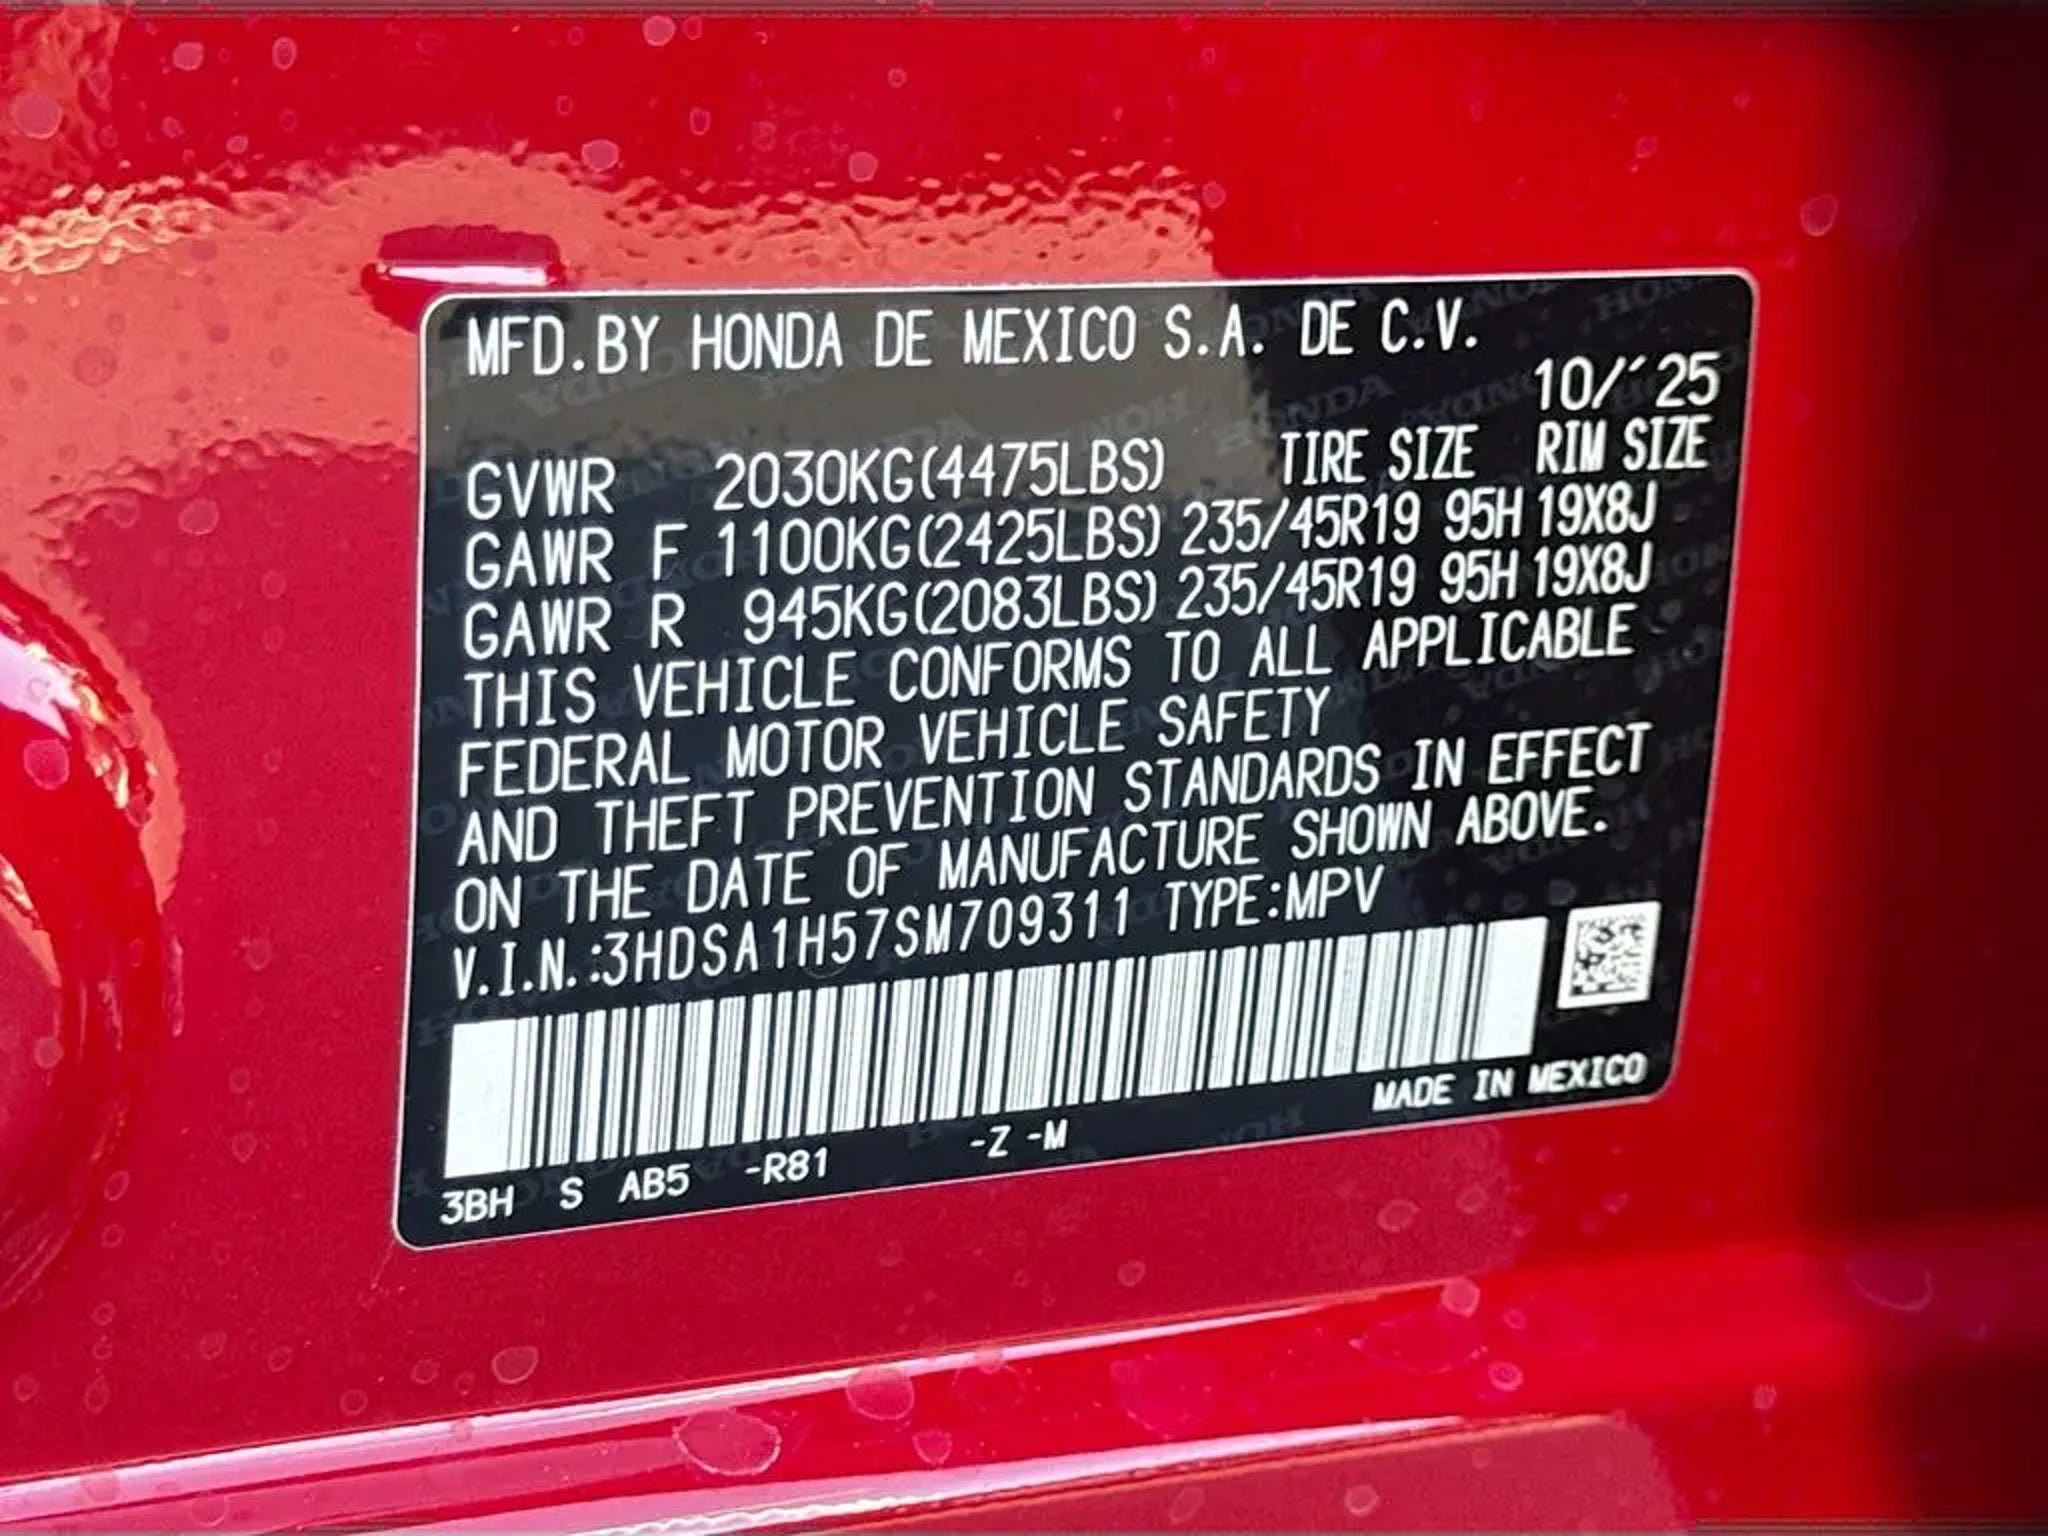 MFD.BY HONDA DE MEXICO S.A. DE C.V.
10/´25
GVWR 2030KG(4475LBS) TIRE SIZE RIM SIZE
GAWR F 1100KG(2425LBS) 235/45R19 95H 19X8J
GAWR R 945KG(2083LBS) 235/45R19 95H 19X8J
THIS VEHICLE CONFORMS TO ALL APPLICABLE
FEDERAL MOTOR VEHICLE SAFETY
AND THEFT PREVENTION STANDARDS IN EFFECT
ON THE DATE OF MANUFACTURE SHOWN ABOVE.
V.I.N.:3HDSA1H57SM709311 TYPE:MPV
MADE IN MEXICO
3BH S AB5 -R81 -Z -M